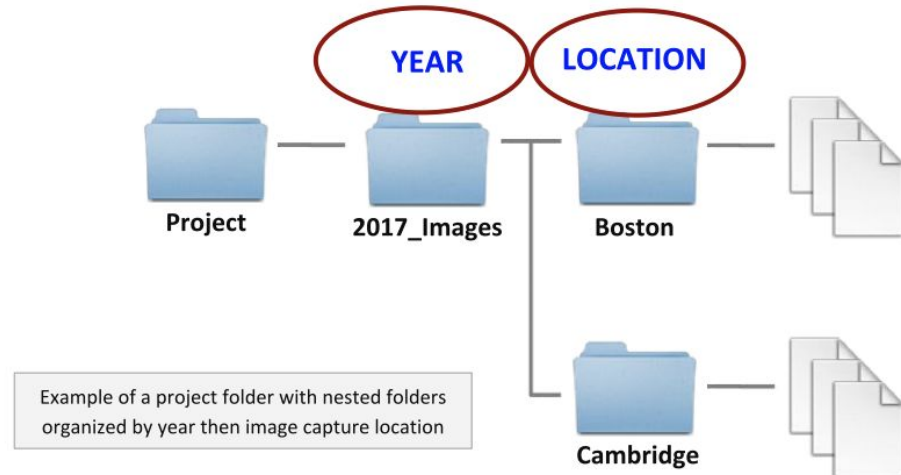 YEAR
LOCATION
Project
2017_Images
Boston
Cambridge
Example of a project folder with nested folders
organized by year then image capture location